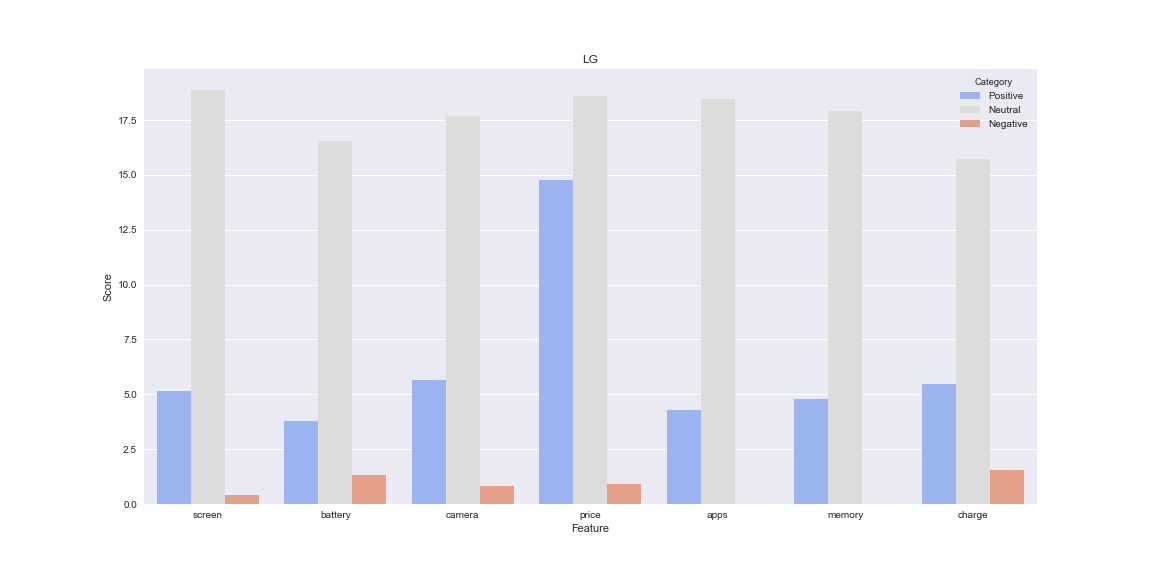 LG
Category
Positive
Neutral
Negative
Score
17.5
15.0
12.5
10.0
7.5
5.0
2.5
0.0
screen battery camera price apps memory charge
Feature